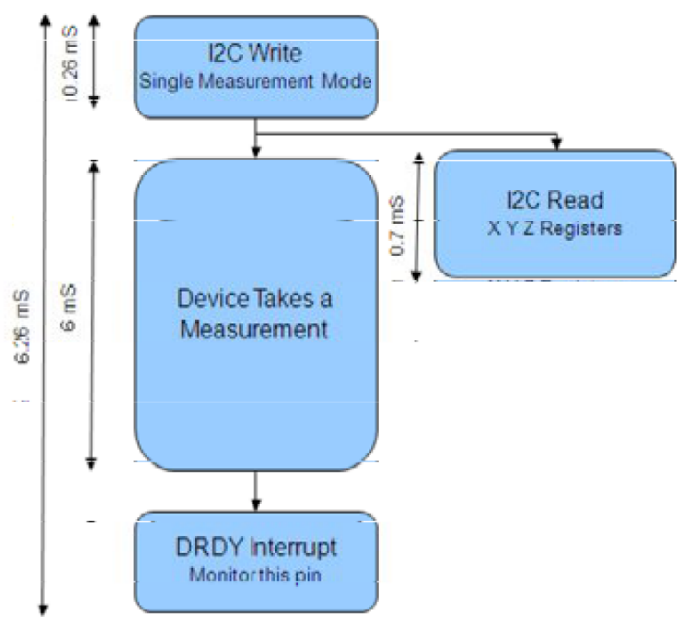 I2C Write
Single Measurement Mode
0.26 mS
I2C Read
X Y Z Registers
0.7 mS
Device Takes a
Measurement
6 mS
6.26 mS
DRDY Interrupt
Monitor this pin